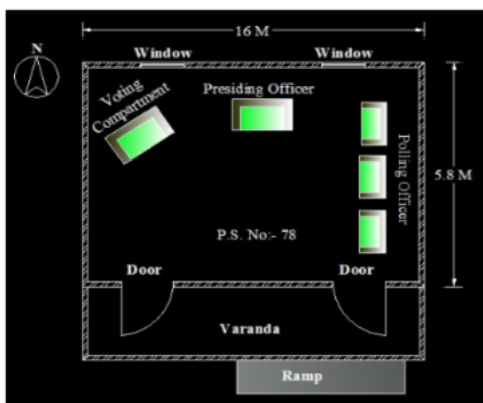 16 M
N
Window
Window
Voting
Compartment
Presiding Officer
Polling Officer
5.8 M
P.S. No:- 78
Door
Door
Varanda
Ramp